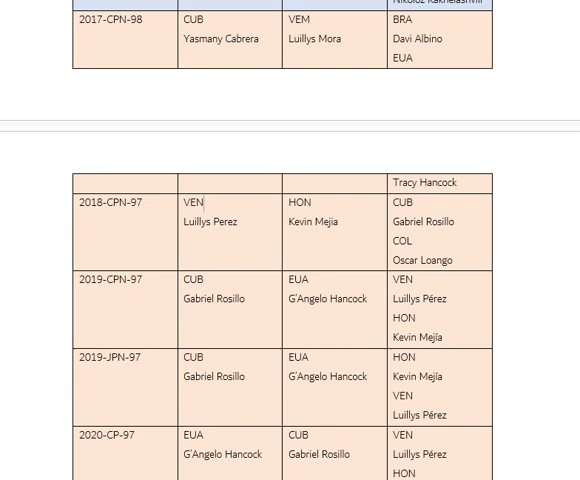 Nikoloz Kakhelashvili
2017-CPN-98
CUB
Yasmany Cabrera
VEM
Luillys Mora
BRA
Davi Albino
EUA
Tracy Hancock
2018-CPN-97
VEN
Luillys Perez
HON
Kevin Mejia
CUB
Gabriel Rosillo
COL
Oscar Loango
2019-CPN-97
CUB
Gabriel Rosillo
EUA
G'Angelo Hancock
VEN
Luillys Pérez
HON
Kevin Mejía
2019-JPN-97
CUB
Gabriel Rosillo
EUA
G'Angelo Hancock
HON
Kevin Mejía
VEN
Luillys Pérez
2020-CP-97
EUA
G'Angelo Hancock
CUB
Gabriel Rosillo
VEN
Luillys Pérez
HON